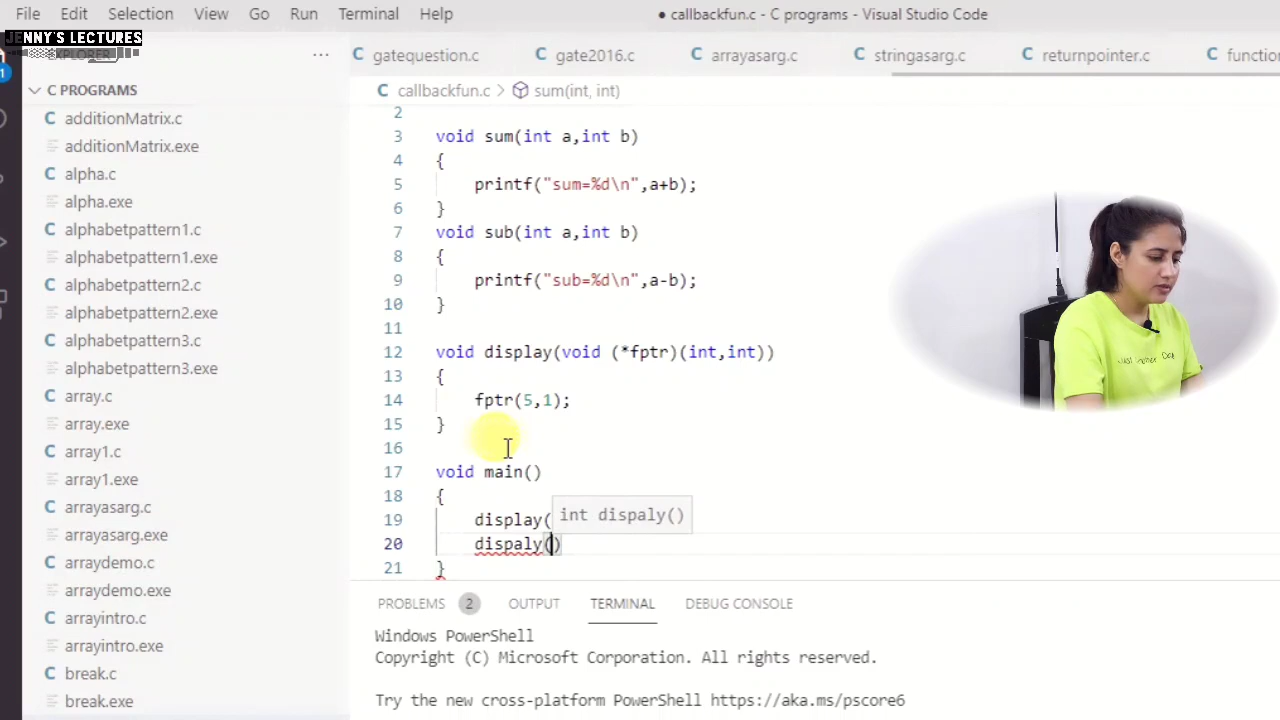 File Edit Selection View Go Run Terminal Help
● callbackfun.c - C programs - Visual Studio Code
JENNY'S LECTURES
EXPLORER ···
C gatequestion.c C gate2016.c C arrayasarg.c C stringasarg.c C returnpointer.c C function
C PROGRAMS
C callbackfun.c > sum(int, int)
C additionMatrix.c
additionMatrix.exe
C alpha.c
alpha.exe
C alphabetpattern1.c
alphabetpattern1.exe
C alphabetpattern2.c
alphabetpattern2.exe
C alphabetpattern3.c
alphabetpattern3.exe
C array.c
array.exe
C array1.c
array1.exe
C arrayasarg.c
arrayasarg.exe
C arraydemo.c
arraydemo.exe
C arrayintro.c
arrayintro.exe
C break.c
break.exe
2
3 void sum(int a,int b)
4 {
5 printf("sum=%d\n",a+b);
6 }
7 void sub(int a,int b)
8 {
9 printf("sub=%d\n",a-b);
10 }
11
12 void display(void (*fptr)(int,int))
13 {
14 fptr(5,1);
15 }
16
17 void main()
18 {
19 display(
int dispaly()
20 dispaly()
21 }
PROBLEMS 2 OUTPUT TERMINAL DEBUG CONSOLE
Windows PowerShell
Copyright (C) Microsoft Corporation. All rights reserved.
Try the new cross-platform PowerShell https://aka.ms/pscore6